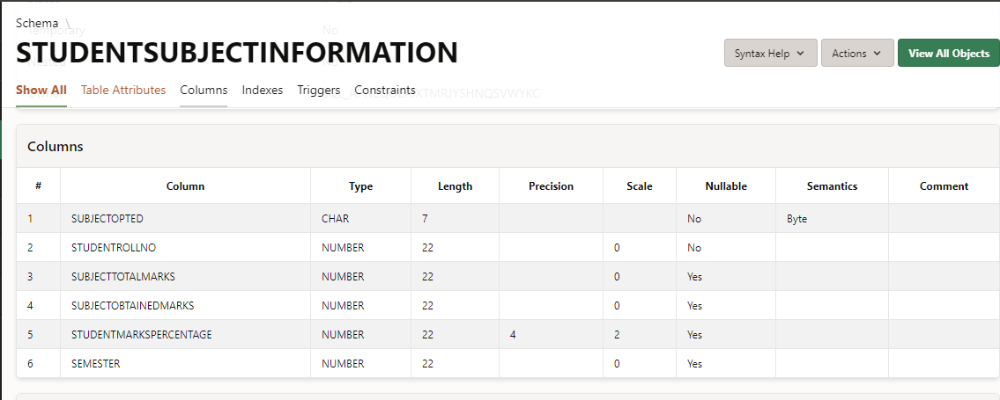 Schema \
Temporary No
STUDENTSUBJECTINFORMATION
Syntax Help Actions View All Objects
Show All Table Attributes Columns Indexes Triggers Constraints
Columns
# Column Type Length Precision Scale Nullable Semantics Comment
1 SUBJECTOPTED CHAR 7 No Byte
2 STUDENTROLLNO NUMBER 22 0 No
3 SUBJECTTOTALMARKS NUMBER 22 0 Yes
4 SUBJECTOBTAINEDMARKS NUMBER 22 0 Yes
5 STUDENTMARKSPERCENTAGE NUMBER 22 4 2 Yes
6 SEMESTER NUMBER 22 0 Yes